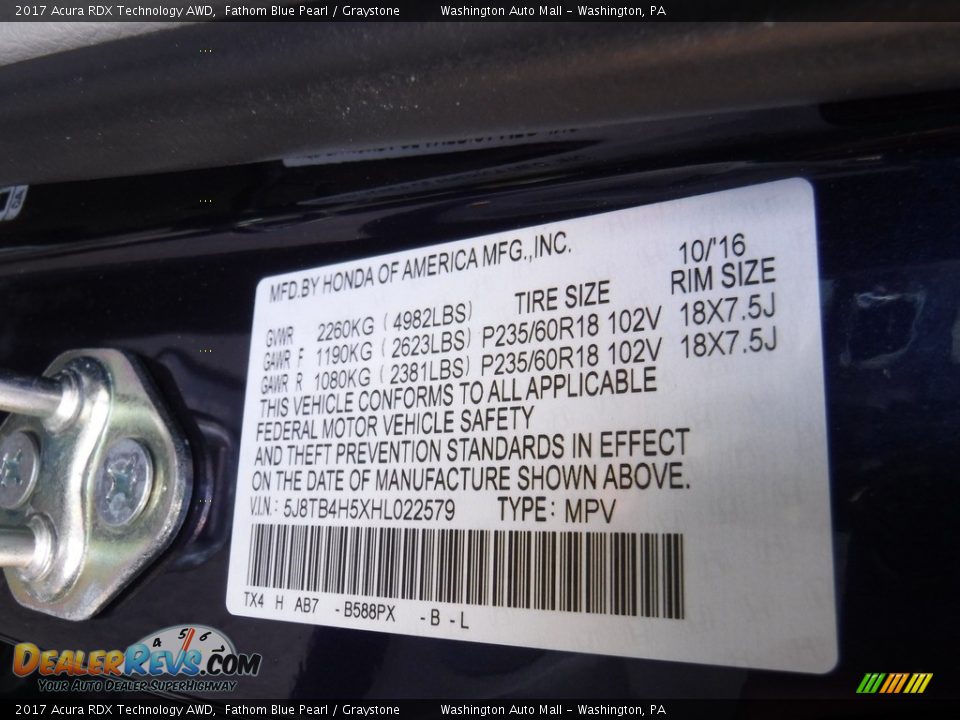 2017 Acura RDX Technology AWD, Fathom Blue Pearl / Graystone Washington Auto Mall - Washington, PA
MFD.BY HONDA OF AMERICA MFG.,INC. 10/'16
TIRE SIZE RIM SIZE
GVWR 2260KG ( 4982LBS)
GAWR F 1190KG ( 2623LBS) P235/60R18 102V 18X7.5J
GAWR R 1080KG ( 2381LBS) P235/60R18 102V 18X7.5J
THIS VEHICLE CONFORMS TO ALL APPLICABLE
FEDERAL MOTOR VEHICLE SAFETY
AND THEFT PREVENTION STANDARDS IN EFFECT
ON THE DATE OF MANUFACTURE SHOWN ABOVE.
V.I.N.: 5J8TB4H5XHL022579 TYPE: MPV
TX4 H AB7 -B588PX -B -L
4 5 6
DEALERREVS.COM
Your Auto Dealer SuperHighway
2017 Acura RDX Technology AWD, Fathom Blue Pearl / Graystone Washington Auto Mall - Washington, PA